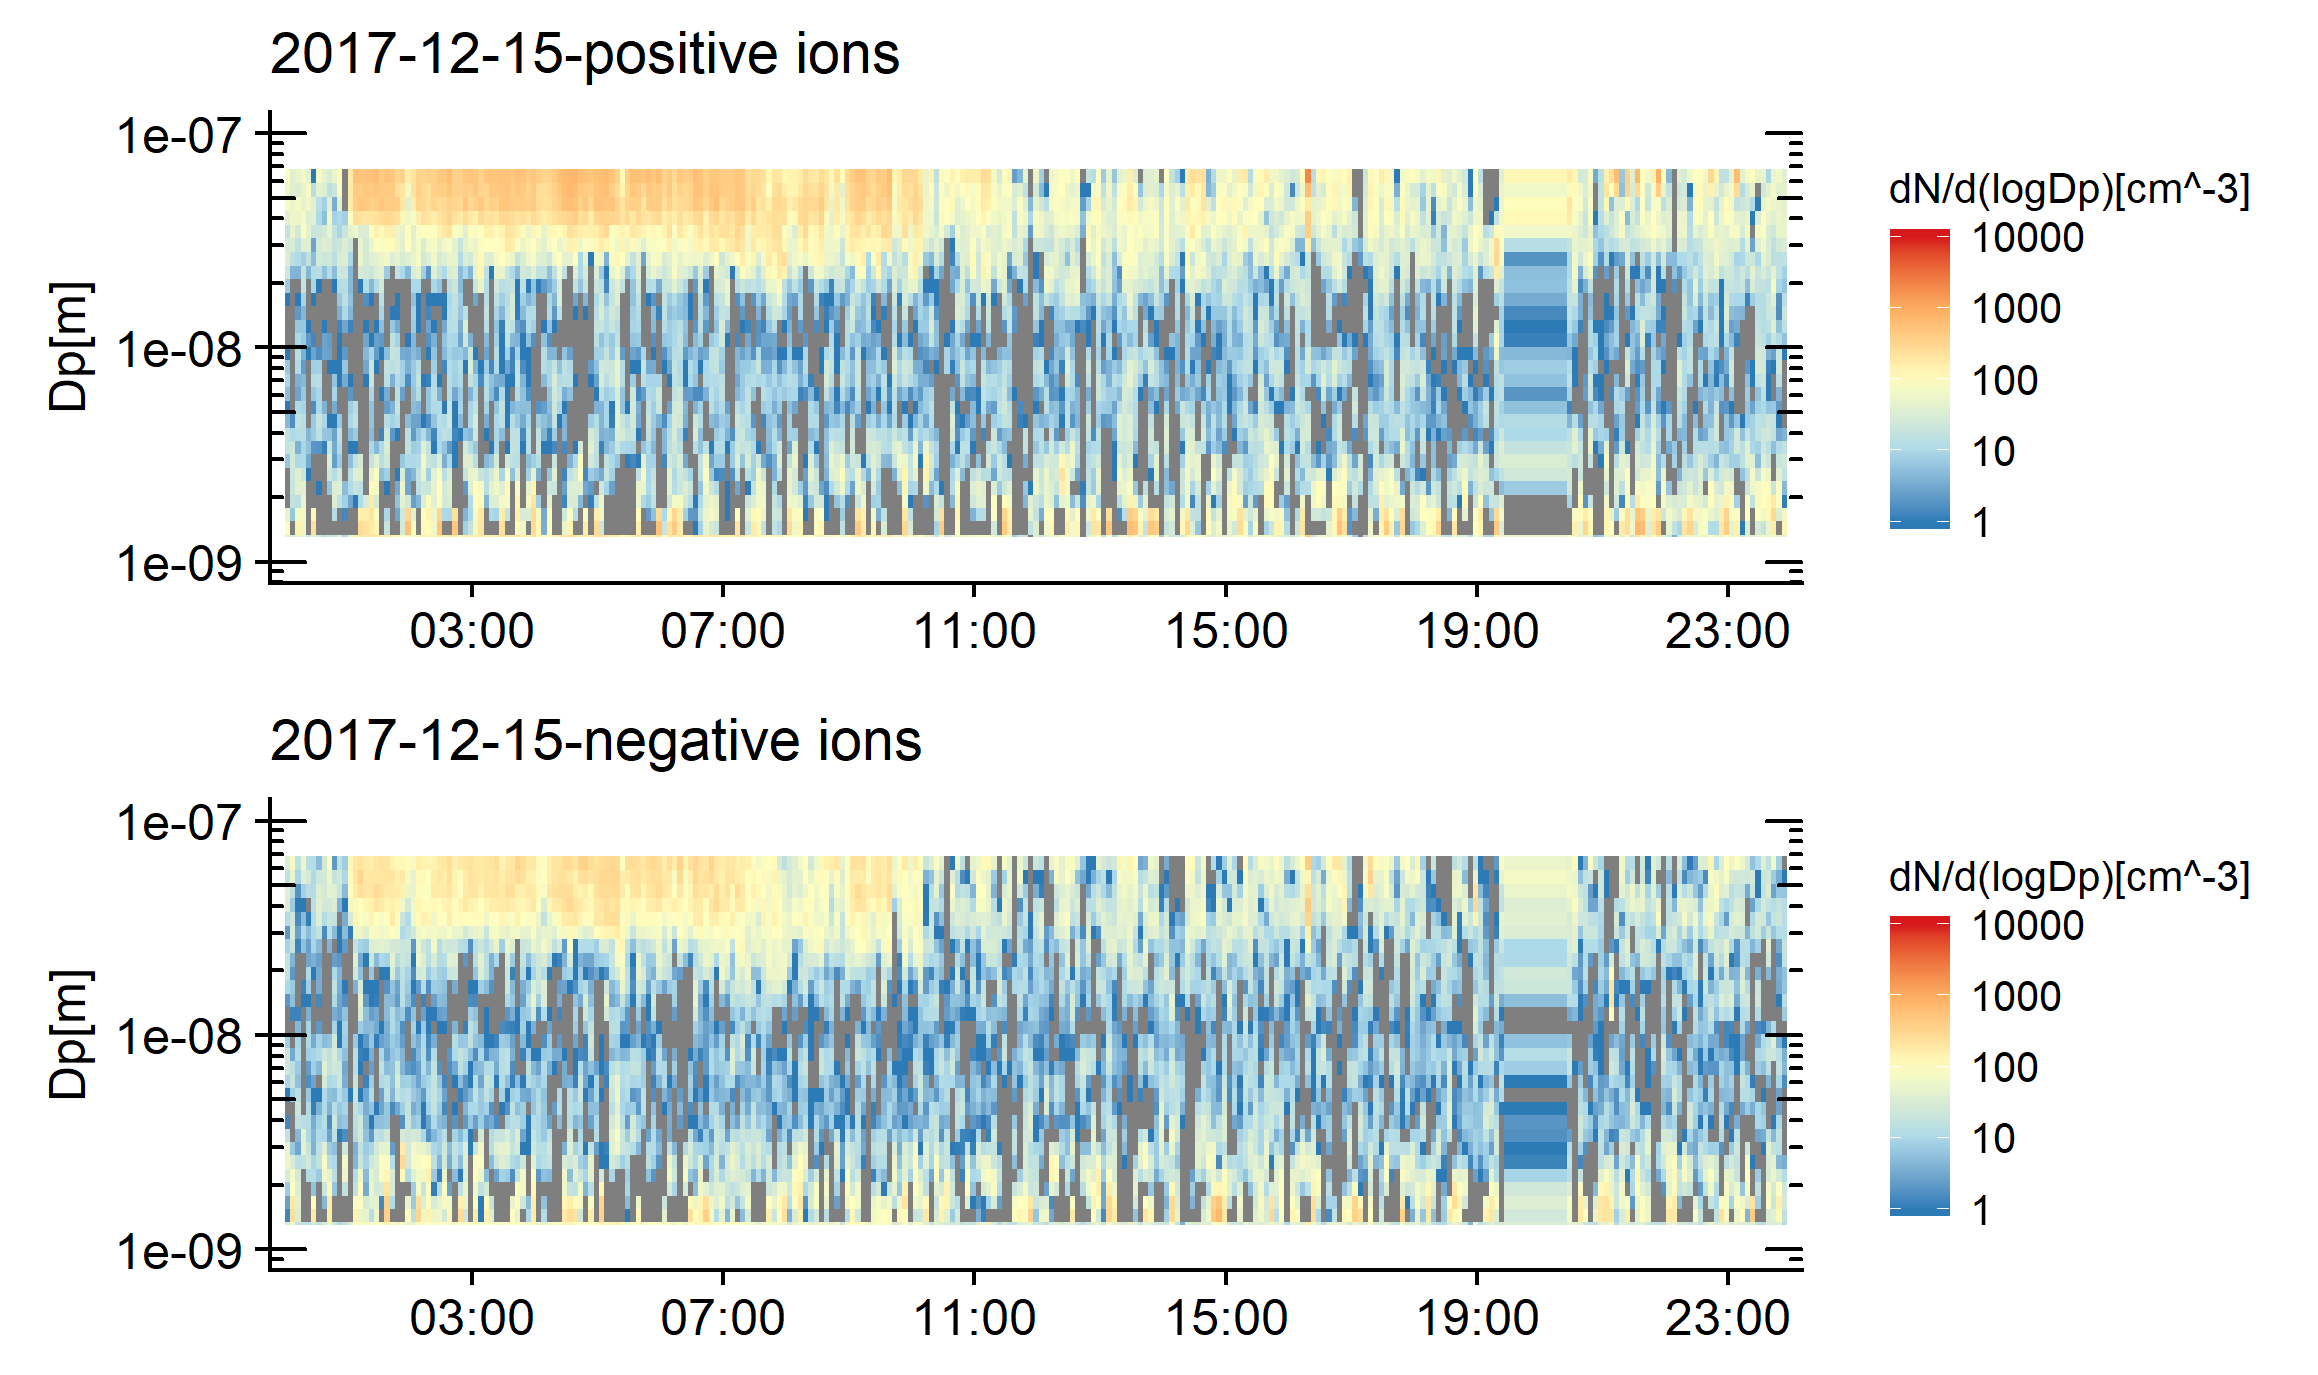 2017-12-15-positive ions
1e-07
1e-08
1e-09
Dp[m]
03:00 07:00 11:00 15:00 19:00 23:00
dN/d(logDp)[cm^-3]
10000
1000
100
10
1
2017-12-15-negative ions
1e-07
1e-08
1e-09
Dp[m]
03:00 07:00 11:00 15:00 19:00 23:00
dN/d(logDp)[cm^-3]
10000
1000
100
10
1